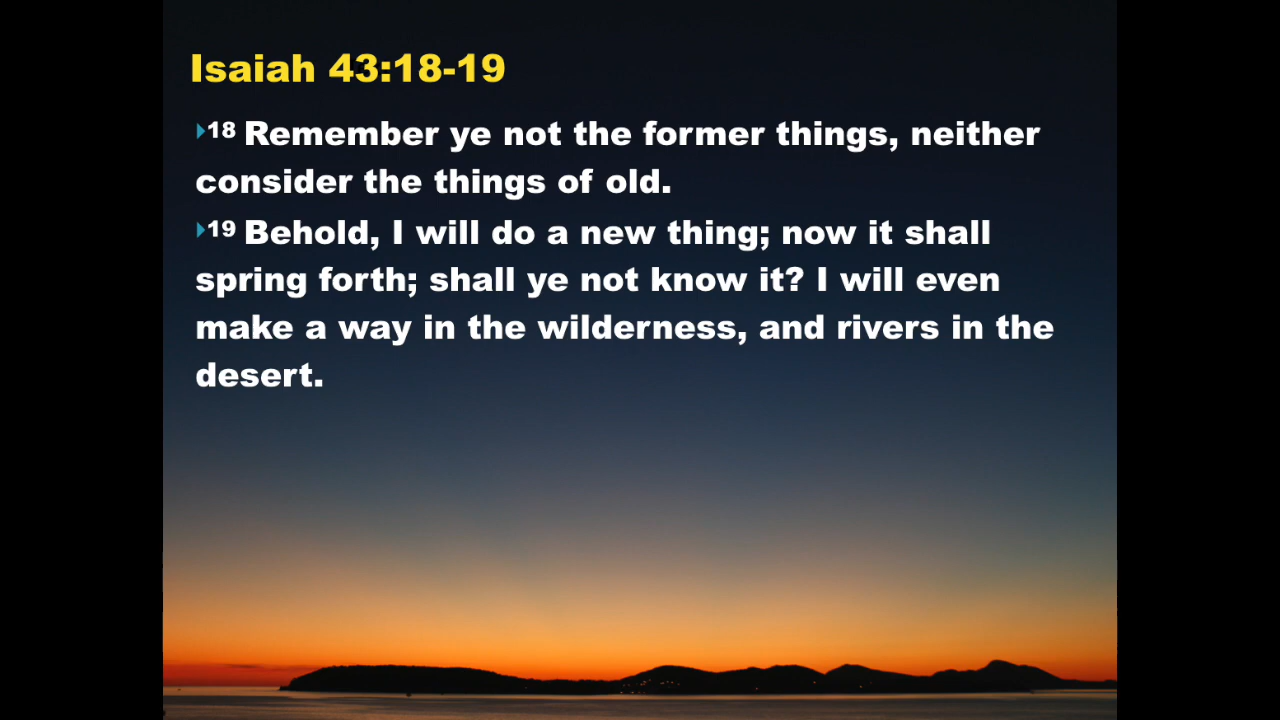 Isaiah 43:18-19
18 Remember ye not the former things, neither
consider the things of old.
19 Behold, I will do a new thing; now it shall
spring forth; shall ye not know it? I will even
make a way in the wilderness, and rivers in the
desert.